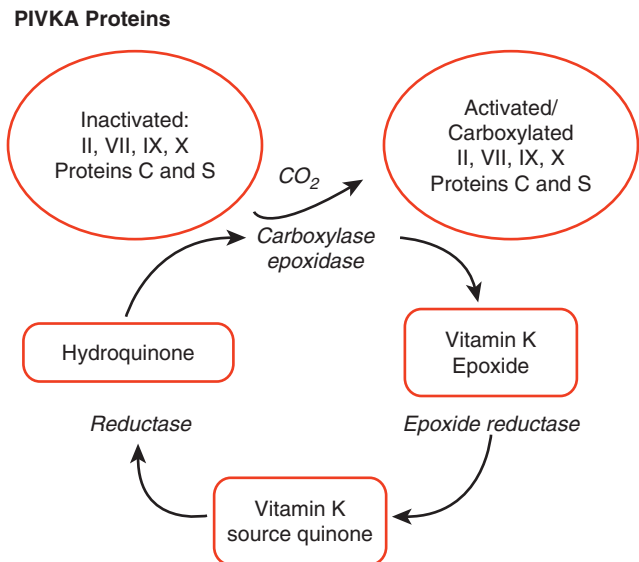 PIVKA Proteins
Inactivated:
II, VII, IX, X
Proteins C and S
Activated/
Carboxylated
II, VII, IX, X
Proteins C and S
CO₂
Carboxylase
epoxidase
Hydroquinone
Vitamin K
Epoxide
Reductase
Epoxide reductase
Vitamin K
source quinone